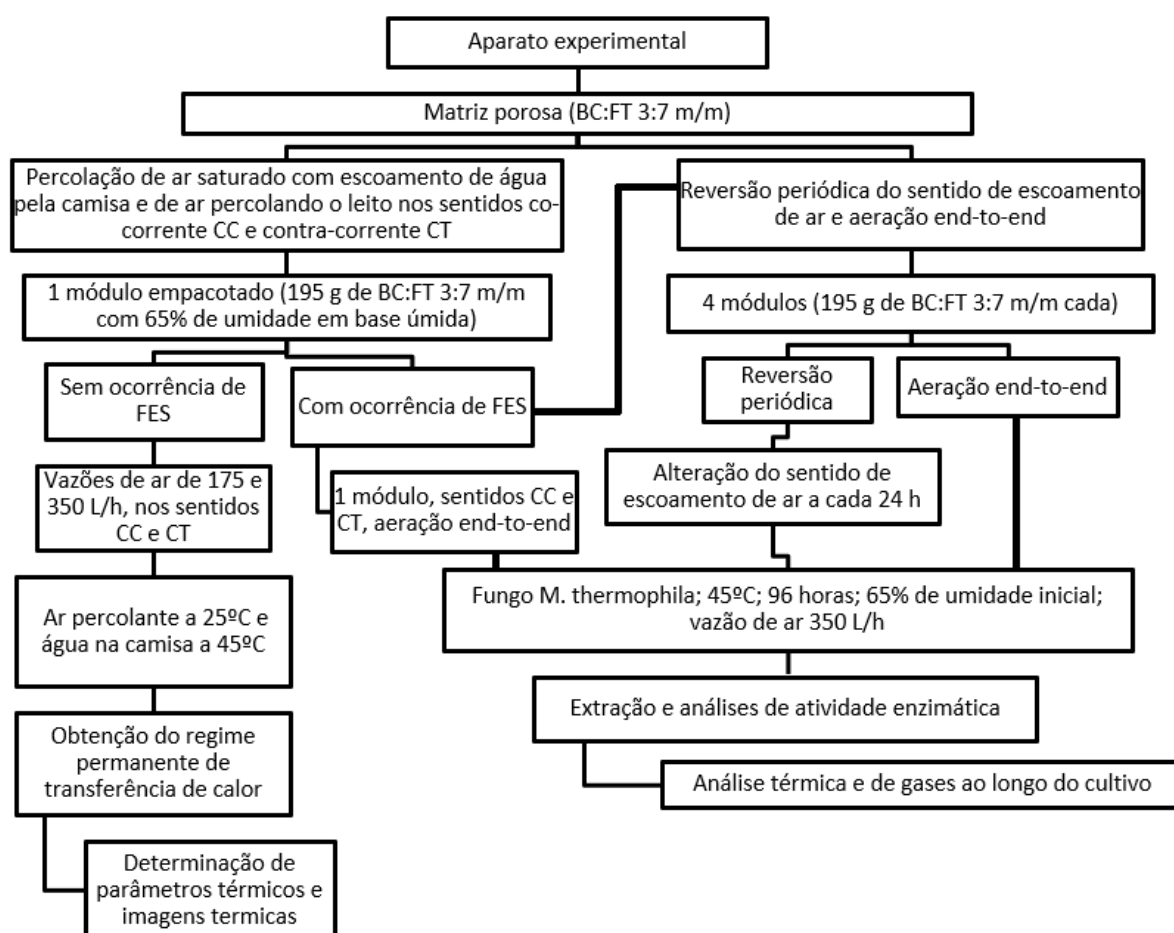 Aparato experimental
Matriz porosa (BC:FT 3:7 m/m)
Percolação de ar saturado com escoamento de água
pela camisa e de ar percolando o leito nos sentidos co-
corrente CC e contra-corrente CT
Reversão periódica do sentido de escoamento
de ar e aeração end-to-end
1 módulo empacotado (195 g de BC:FT 3:7 m/m
com 65% de umidade em base úmida)
4 módulos (195 g de BC:FT 3:7 m/m cada)
Sem ocorrência de
FES
Com ocorrência de FES
Reversão
periódica
Aeração end-to-end
Vazões de ar de 175 e
350 L/h, nos sentidos
CC e CT
1 módulo, sentidos CC e
CT, aeração end-to-end
Alteração do sentido de
escoamento de ar a cada 24 h
Ar percolante a 25ºC e
água na camisa a 45ºC
Fungo M. thermophila; 45ºC; 96 horas; 65% de umidade inicial;
vazão de ar 350 L/h
Obtenção do regime
permanente de
transferência de calor
Extração e análises de atividade enzimática
Análise térmica e de gases ao longo do cultivo
Determinação de
parâmetros térmicos e
imagens termicas